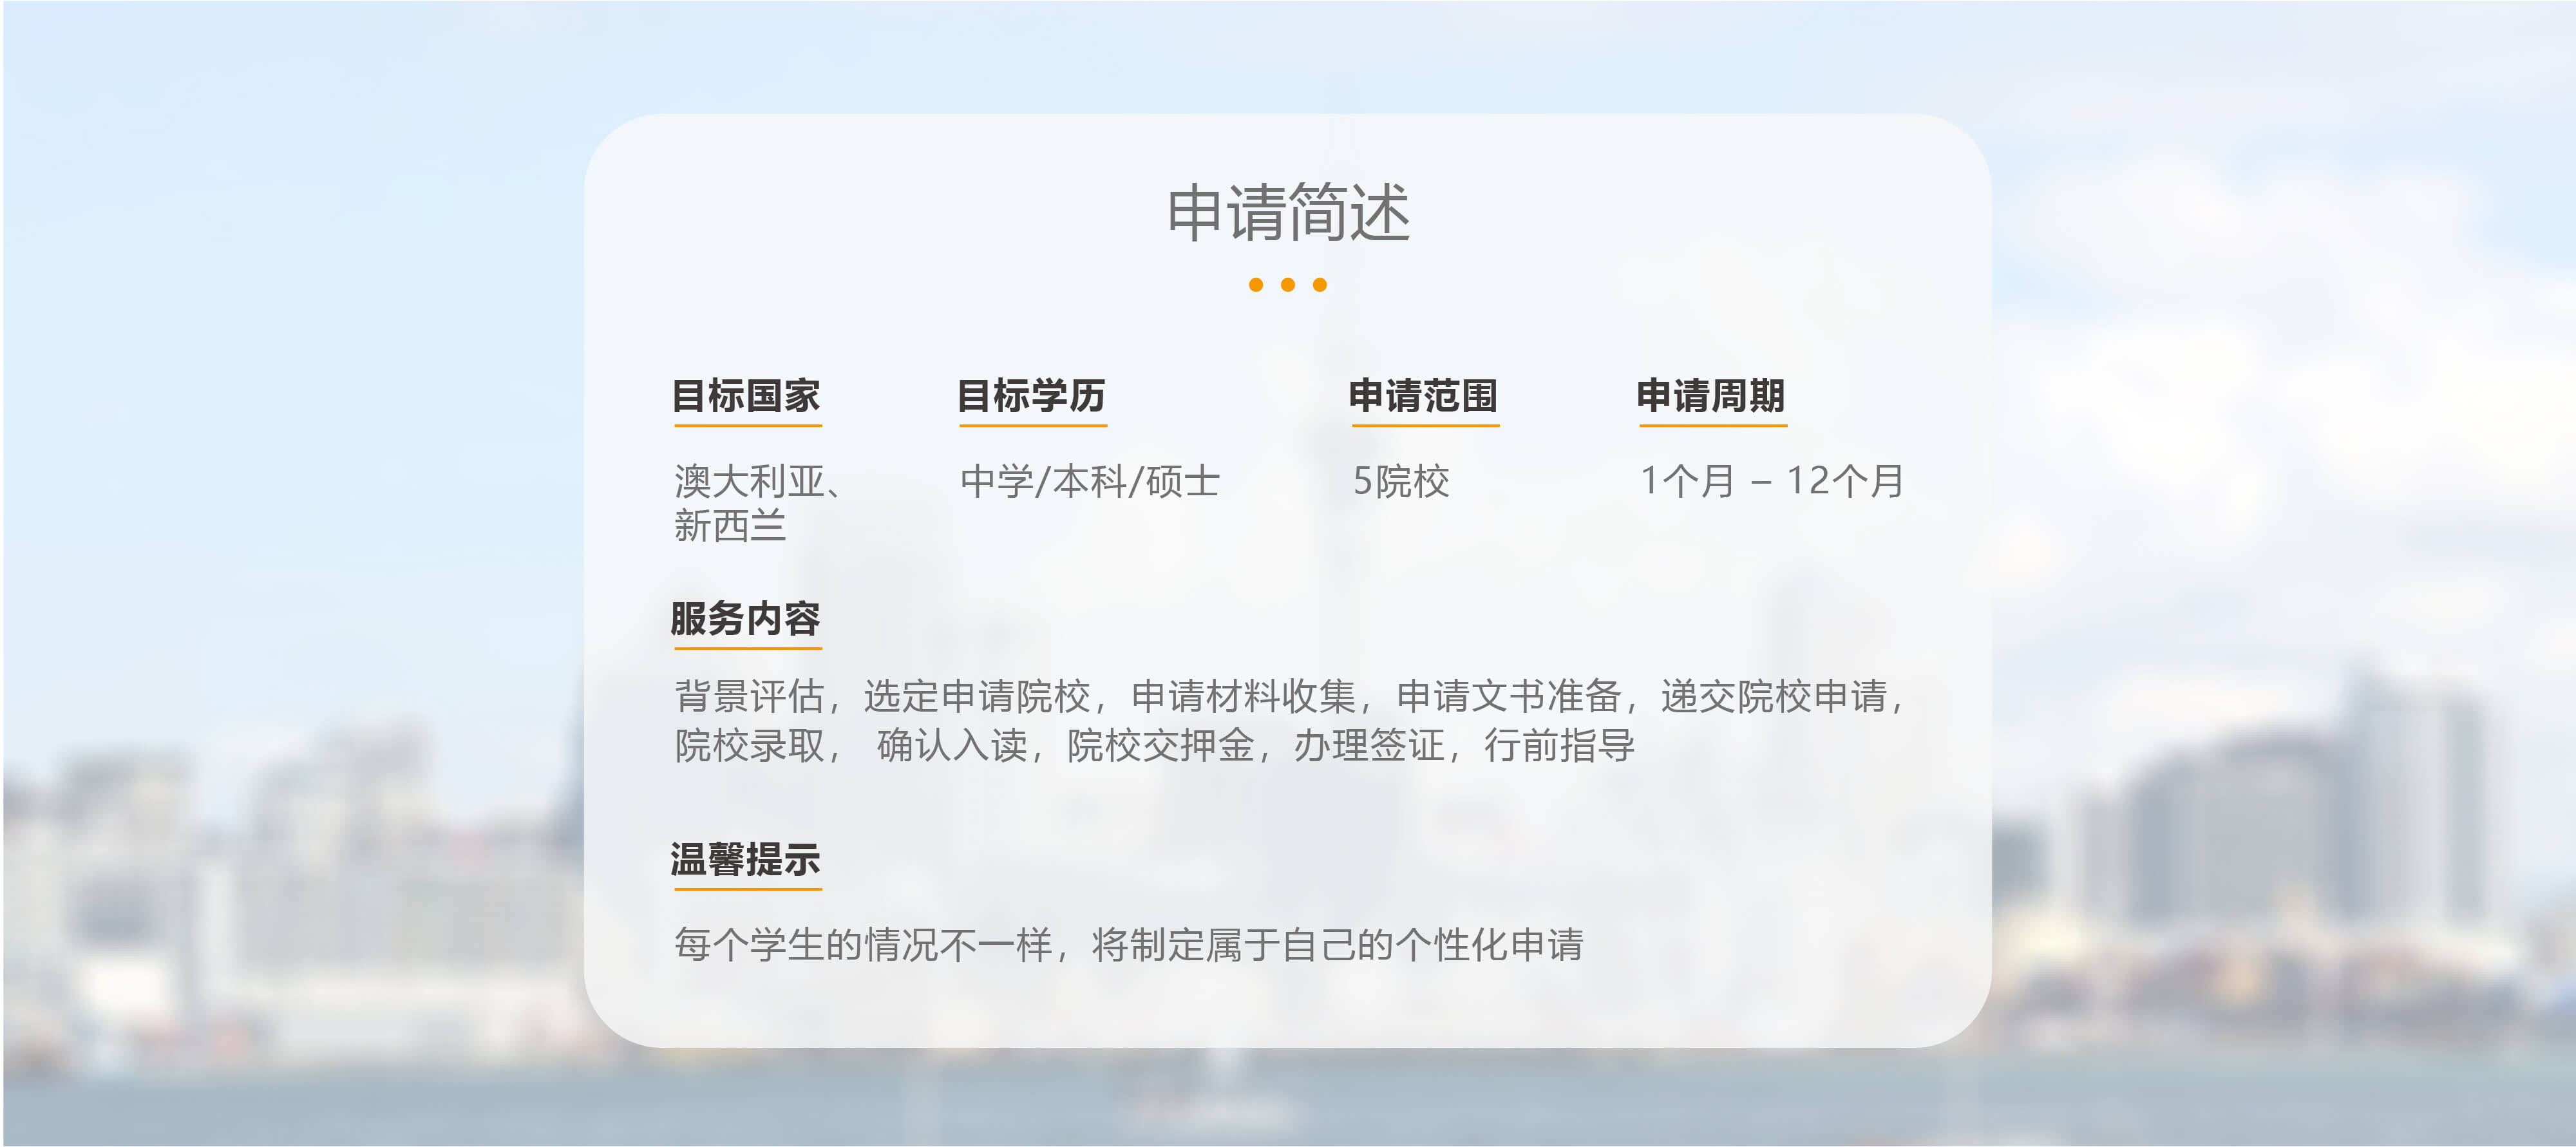 申请简述
目标国家
目标学历
申请范围
申请周期
澳大利亚、
新西兰
中学/本科/硕士
5院校
1个月 – 12个月
服务内容
背景评估，选定申请院校，申请材料收集，申请文书准备，递交院校申请，
院校录取， 确认入读，院校交押金，办理签证，行前指导
温馨提示
每个学生的情况不一样，将制定属于自己的个性化申请